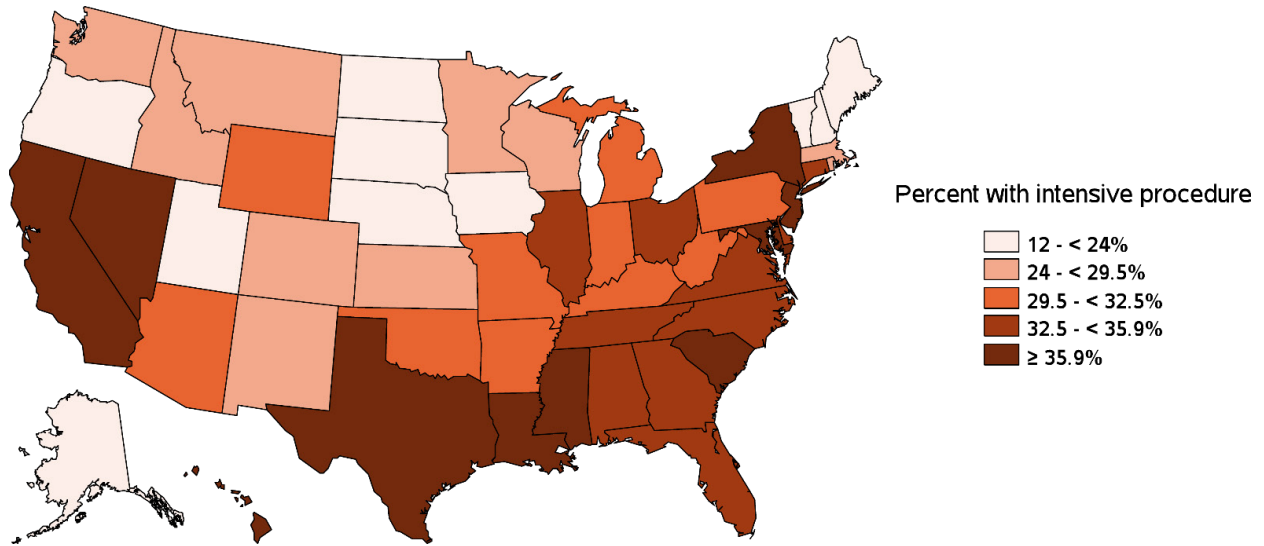 Percent with intensive procedure
12 - < 24%
24 - < 29.5%
29.5 - < 32.5%
32.5 - < 35.9%
≥ 35.9%